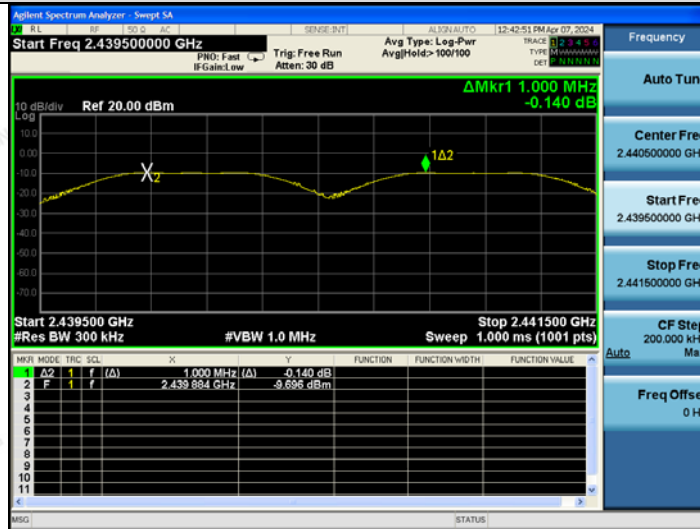 Agilent Spectrum Analyzer - Swept SA
RL RF 50 Ω AC SENSE:INT ALIGN AUTO 12:42:51 PM Apr 07, 2024
Start Freq 2.439500000 GHz
PNO: Fast
IFGain:Low
Trig: Free Run
Atten: 30 dB
Avg Type: Log-Pwr
Avg|Hold:> 100/100
TRACE 1 2 3 4 5 6
TYPE M
DET P N N N N N
ΔMkr1 1.000 MHz
-0.140 dB
10 dB/div Ref 20.00 dBm
Log
10.0
0.00
-10.0
-20.0
-30.0
-40.0
-50.0
-60.0
-70.0
X2
1Δ2
Start 2.439500 GHz Stop 2.441500 GHz
#Res BW 300 kHz #VBW 1.0 MHz Sweep 1.000 ms (1001 pts)
MKR MODE TRC SCL X Y FUNCTION FUNCTION WIDTH FUNCTION VALUE
1 Δ2 1 f (Δ) 1.000 MHz (Δ) -0.140 dB
2 F 1 f 2.439 884 GHz -9.696 dBm
3
4
5
6
7
8
9
10
11
MSG STATUS
Frequency
Auto Tun
Center Fre
2.440500000 GH
Start Fre
2.439500000 GH
Stop Fre
2.441500000 GH
CF Step
200.000 kH
Auto Ma
Freq Offse
0 H